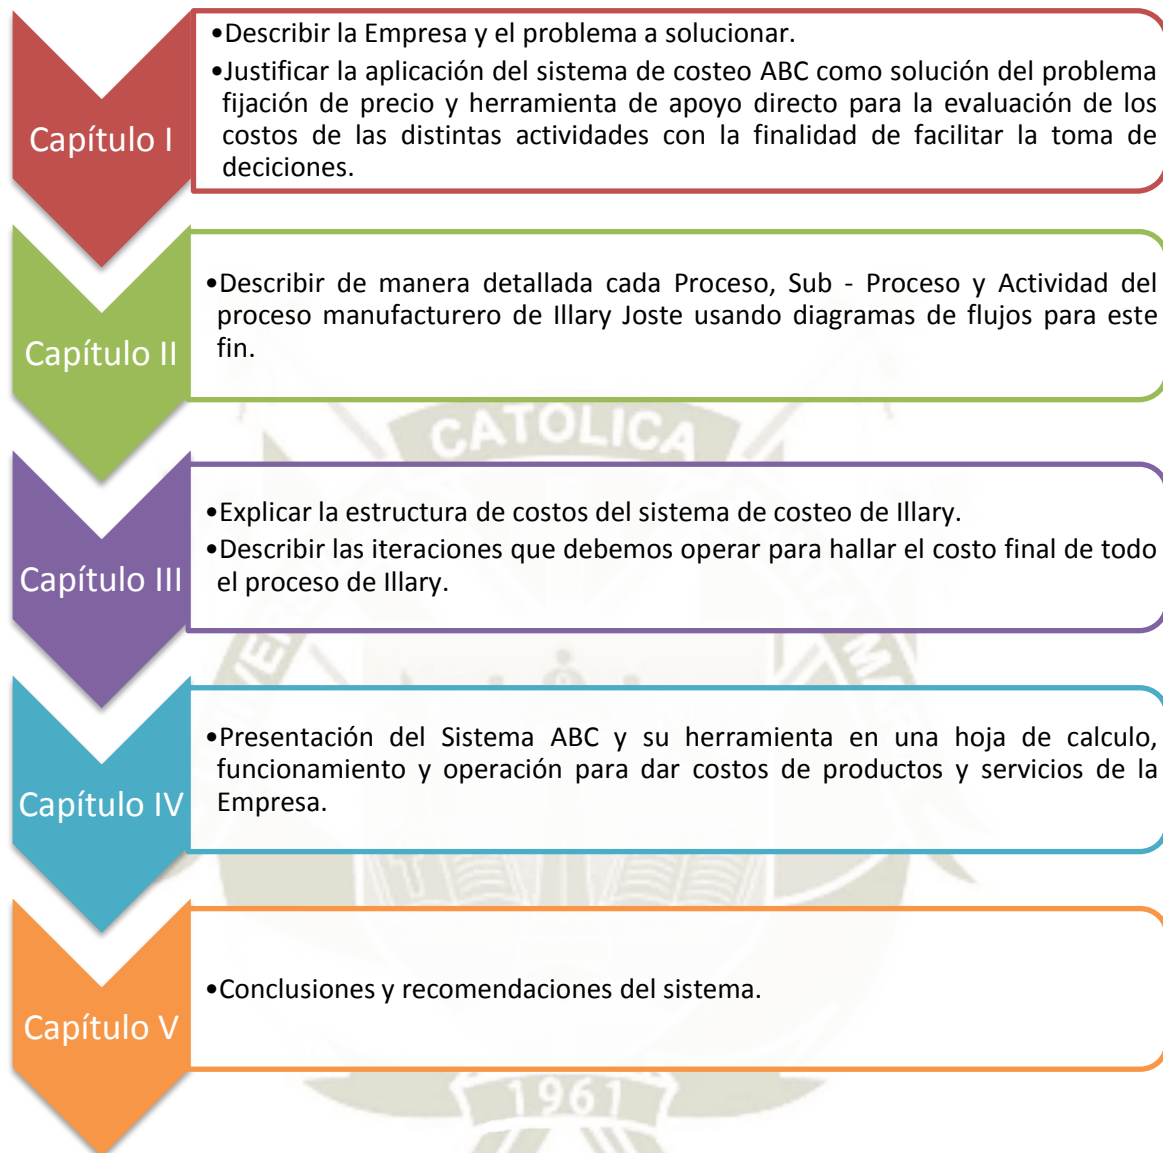 Capítulo I
•Describir la Empresa y el problema a solucionar.
•Justificar la aplicación del sistema de costeo ABC como solución del problema
fijación de precio y herramienta de apoyo directo para la evaluación de los
costos de las distintas actividades con la finalidad de facilitar la toma de
deciciones.
Capítulo II
•Describir de manera detallada cada Proceso, Sub - Proceso y Actividad del
proceso manufacturero de Illary Joste usando diagramas de flujos para este
fin.
CATOLICA
Capítulo III
•Explicar la estructura de costos del sistema de costeo de Illary.
•Describir las iteraciones que debemos operar para hallar el costo final de todo
el proceso de Illary.
Capítulo IV
•Presentación del Sistema ABC y su herramienta en una hoja de calculo,
funcionamiento y operación para dar costos de productos y servicios de la
Empresa.
Capítulo V
•Conclusiones y recomendaciones del sistema.
1961